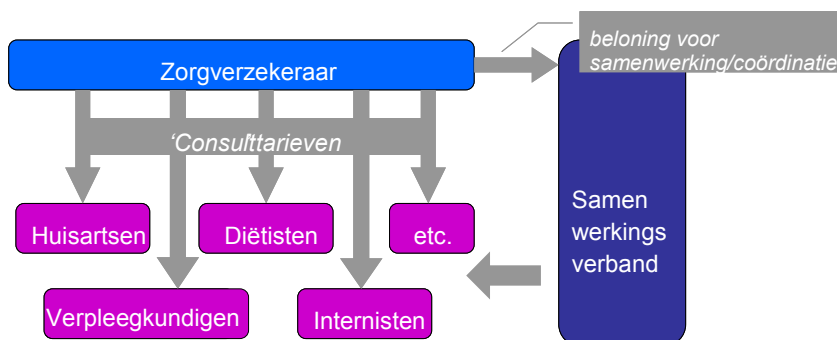 beloning voor
samenwerking/coördinatie
Zorgverzekeraar
‘Consulttarieven
Huisartsen
Diëtisten
etc.
Samen
werkings
verband
Verpleegkundigen
Internisten